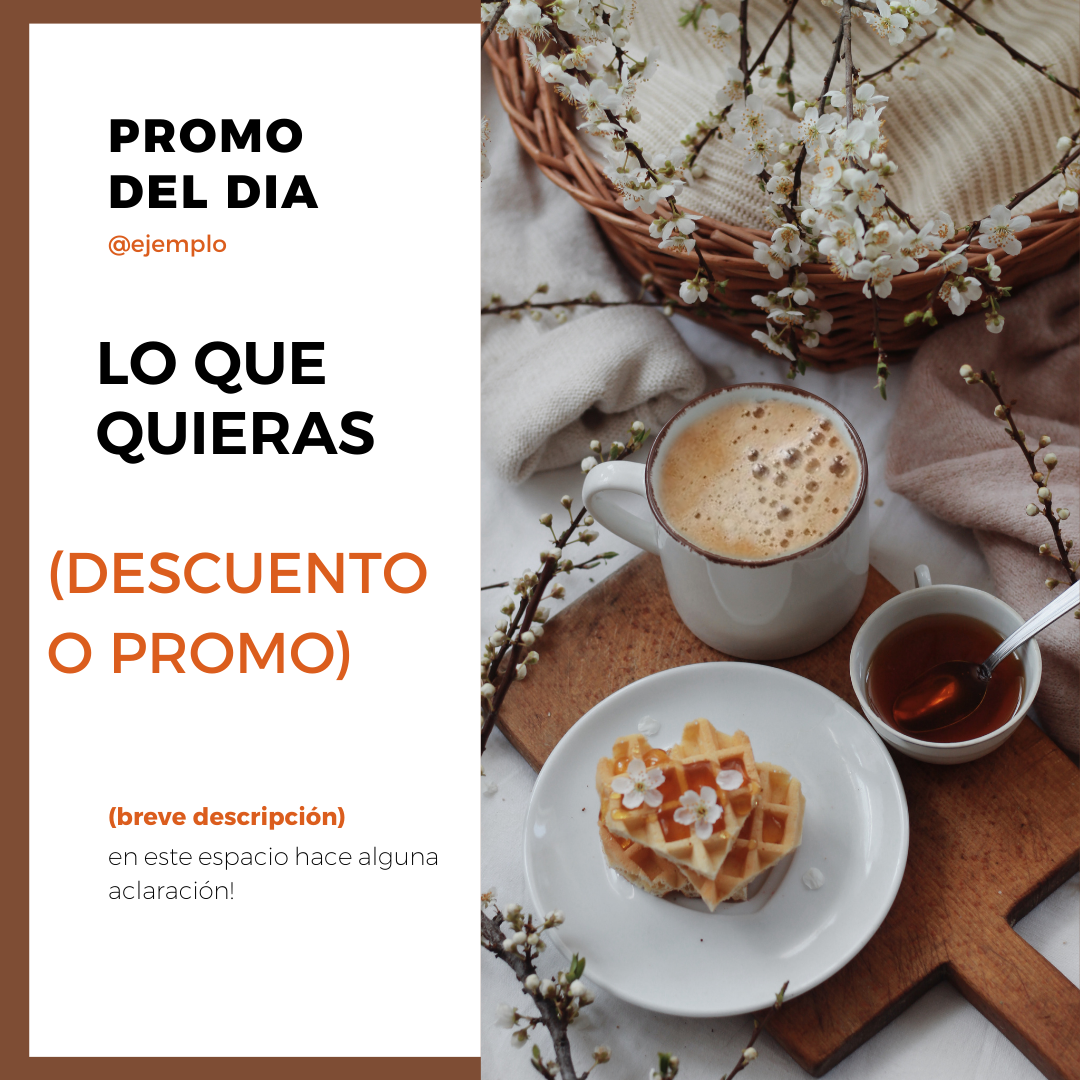 PROMO
DEL DIA
@ejemplo
LO QUE
QUIERAS
(DESCUENTO
O PROMO)
(breve descripción)
en este espacio hace alguna
aclaración!